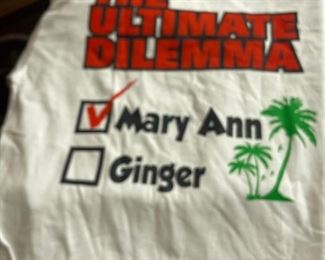 THE
ULTIMATE
DILEMMA
Mary Ann
Ginger